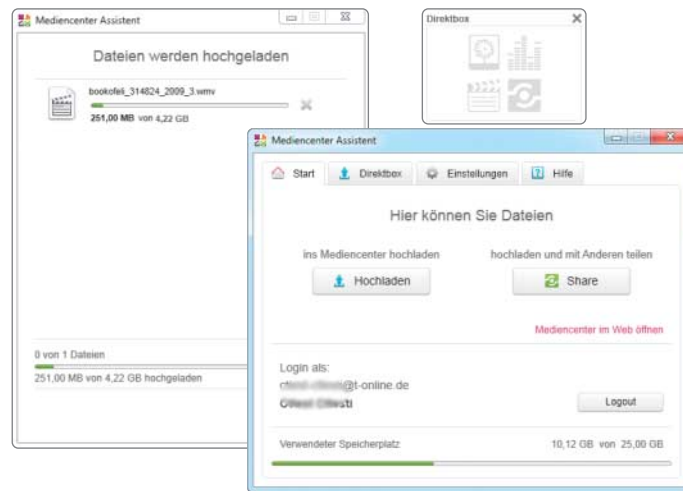 Mediencenter Assistent
Dateien werden hochgeladen
bookofeli_314824_2009_3.wmv
251,00 MB von 4,22 GB
0 von 1 Dateien
251,00 MB von 4,22 GB hochgeladen
Direktbox
Mediencenter Assistent
Start Direktbox Einstellungen Hilfe
Hier können Sie Dateien
ins Mediencenter hochladen hochladen und mit Anderen teilen
Hochladen Share
Mediencenter im Web öffnen
Login als:
@t-online.de
Logout
Verwendeter Speicherplatz 10,12 GB von 25,00 GB